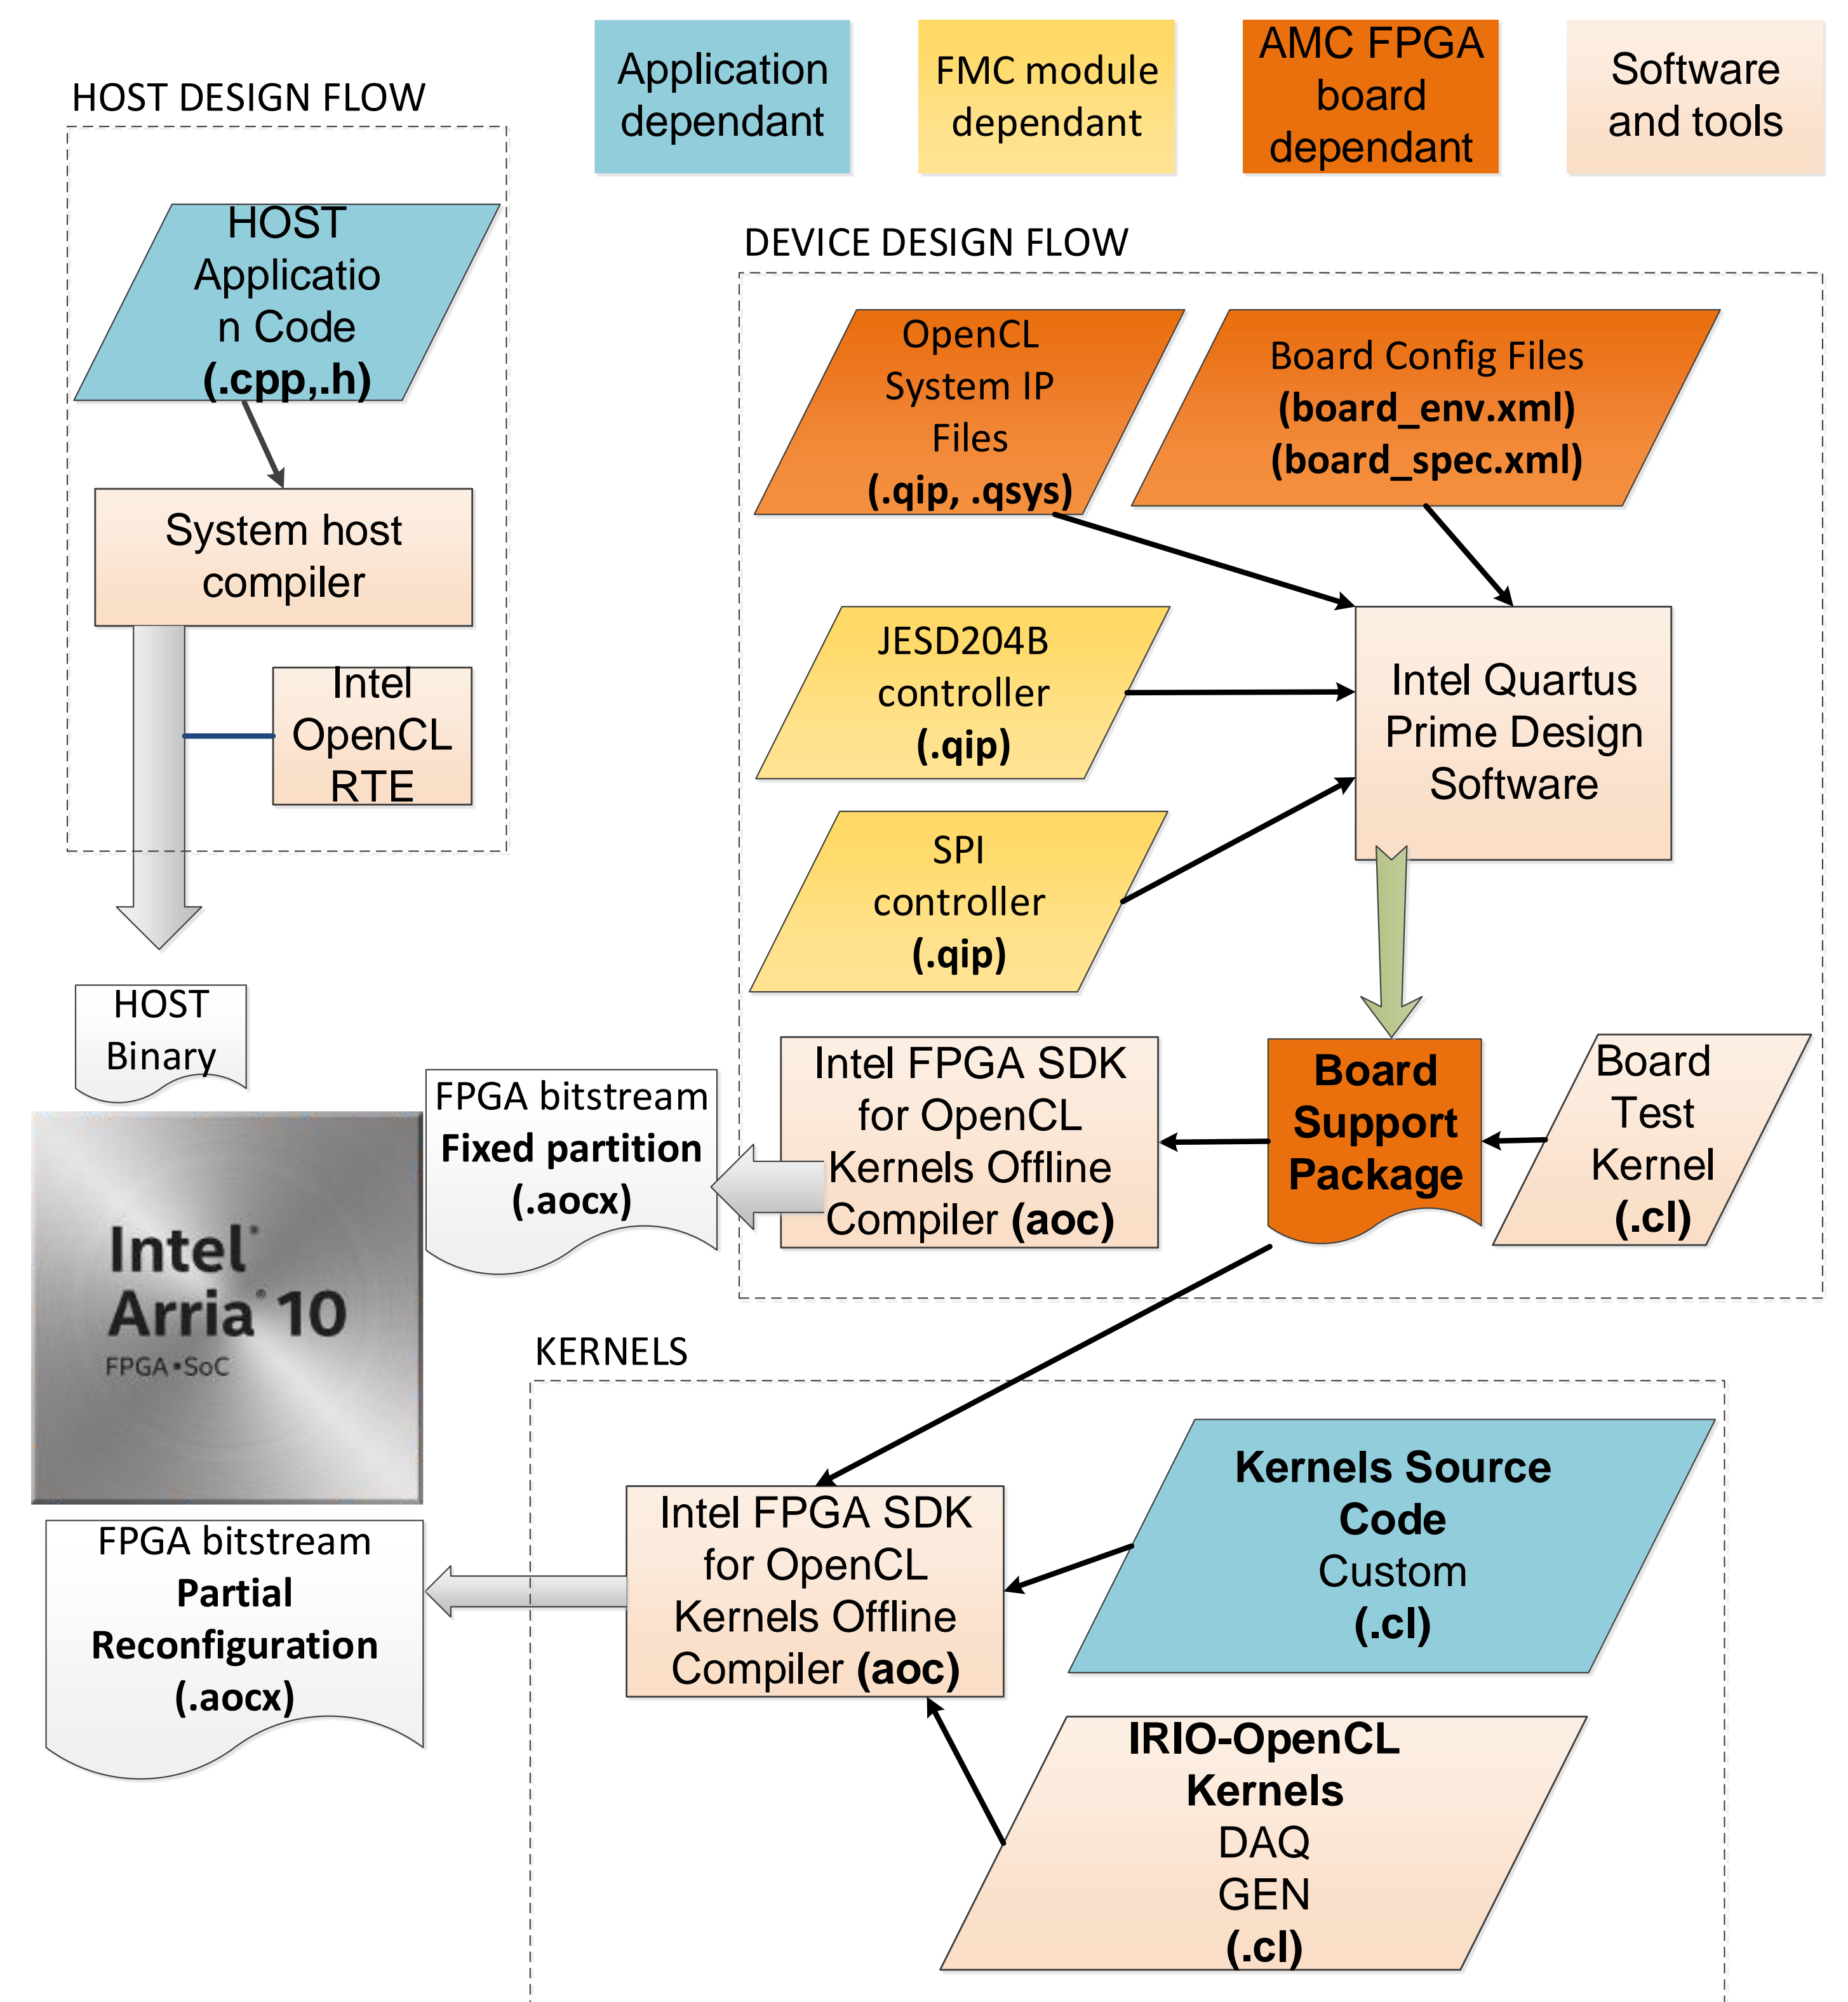 Application
dependant
FMC module
dependant
AMC FPGA
board
dependant
Software
and tools
HOST DESIGN FLOW
HOST
Applicatio
n Code
(.cpp,.h)
System host
compiler
Intel
OpenCL
RTE
HOST
Binary
DEVICE DESIGN FLOW
OpenCL
System IP
Files
(.qip, .qsys)
Board Config Files
(board_env.xml)
(board_spec.xml)
JESD204B
controller
(.qip)
Intel Quartus
Prime Design
Software
SPI
controller
(.qip)
Intel FPGA SDK
for OpenCL
Kernels Offline
Compiler (aoc)
Board
Support
Package
Board
Test
Kernel
(.cl)
FPGA bitstream
Fixed partition
(.aocx)
Intel®
Arria® 10
FPGA•SoC
KERNELS
Intel FPGA SDK
for OpenCL
Kernels Offline
Compiler (aoc)
Kernels Source
Code
Custom
(.cl)
FPGA bitstream
Partial
Reconfiguration
(.aocx)
IRIO-OpenCL
Kernels
DAQ
GEN
(.cl)